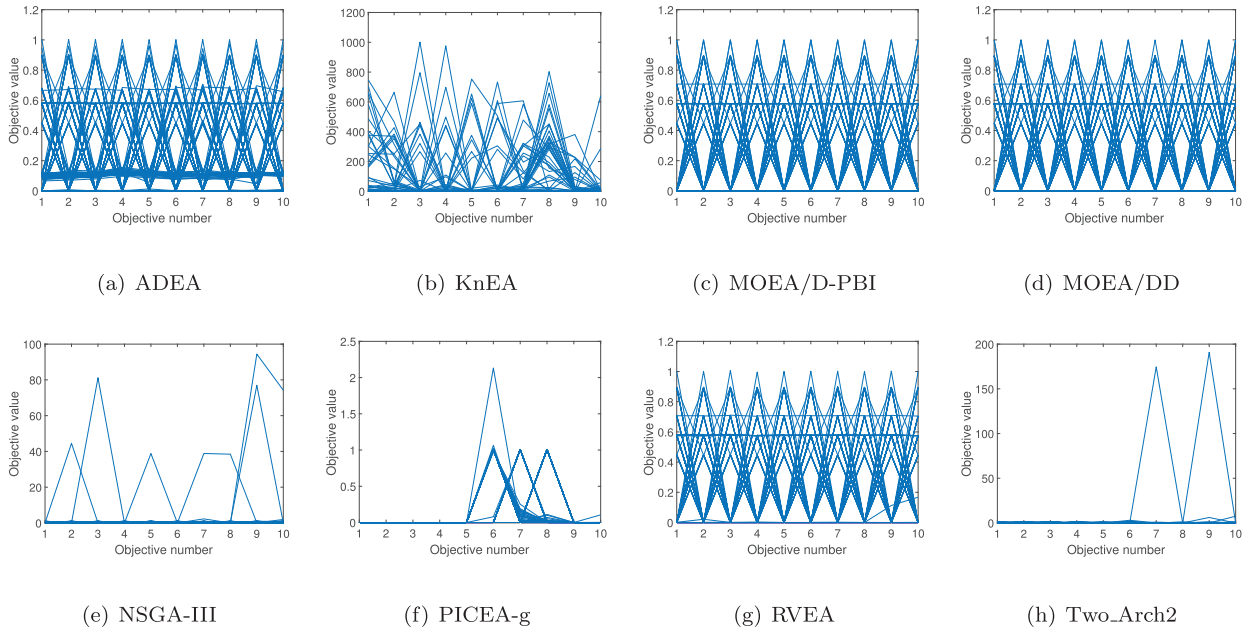 1.2
1
0.8
0.6
0.4
0.2
0
Objective value
1 2 3 4 5 6 7 8 9 10
Objective number
(a) ADEA
1200
1000
800
600
400
200
0
Objective value
1 2 3 4 5 6 7 8 9 10
Objective number
(b) KnEA
1.2
1
0.8
0.6
0.4
0.2
0
Objective value
1 2 3 4 5 6 7 8 9 10
Objective number
(c) MOEA/D-PBI
1.2
1
0.8
0.6
0.4
0.2
0
Objective value
1 2 3 4 5 6 7 8 9 10
Objective number
(d) MOEA/DD
100
80
60
40
20
0
Objective value
1 2 3 4 5 6 7 8 9 10
Objective number
(e) NSGA-III
2.5
2
1.5
1
0.5
0
Objective value
1 2 3 4 5 6 7 8 9 10
Objective number
(f) PICEA-g
1.2
1
0.8
0.6
0.4
0.2
0
Objective value
1 2 3 4 5 6 7 8 9 10
Objective number
(g) RVEA
200
150
100
50
0
Objective value
1 2 3 4 5 6 7 8 9 10
Objective number
(h) Two_Arch2